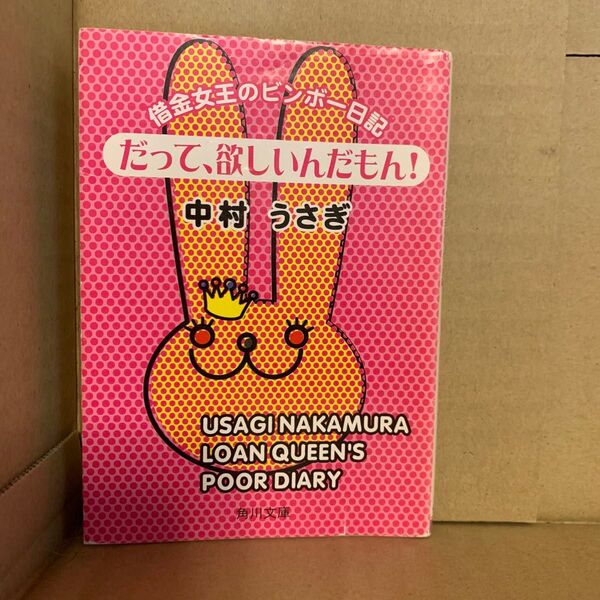 借金女王のビンボー日記
だって、欲しいんだもん!
中村 うさぎ
USAGI NAKAMURA
LOAN QUEEN'S
POOR DIARY
角川文庫